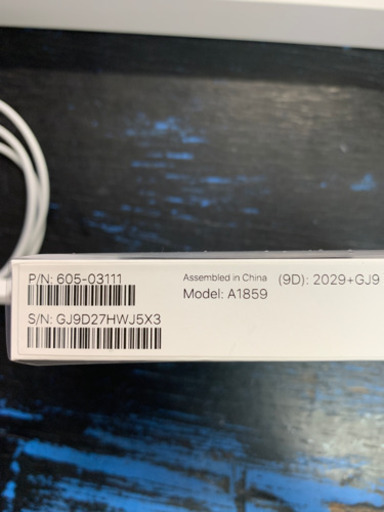 P/N: 605-03111
Assembled in China (9D): 2029+GJ9
Model: A1859
S/N: GJ9D27HWJ5X3